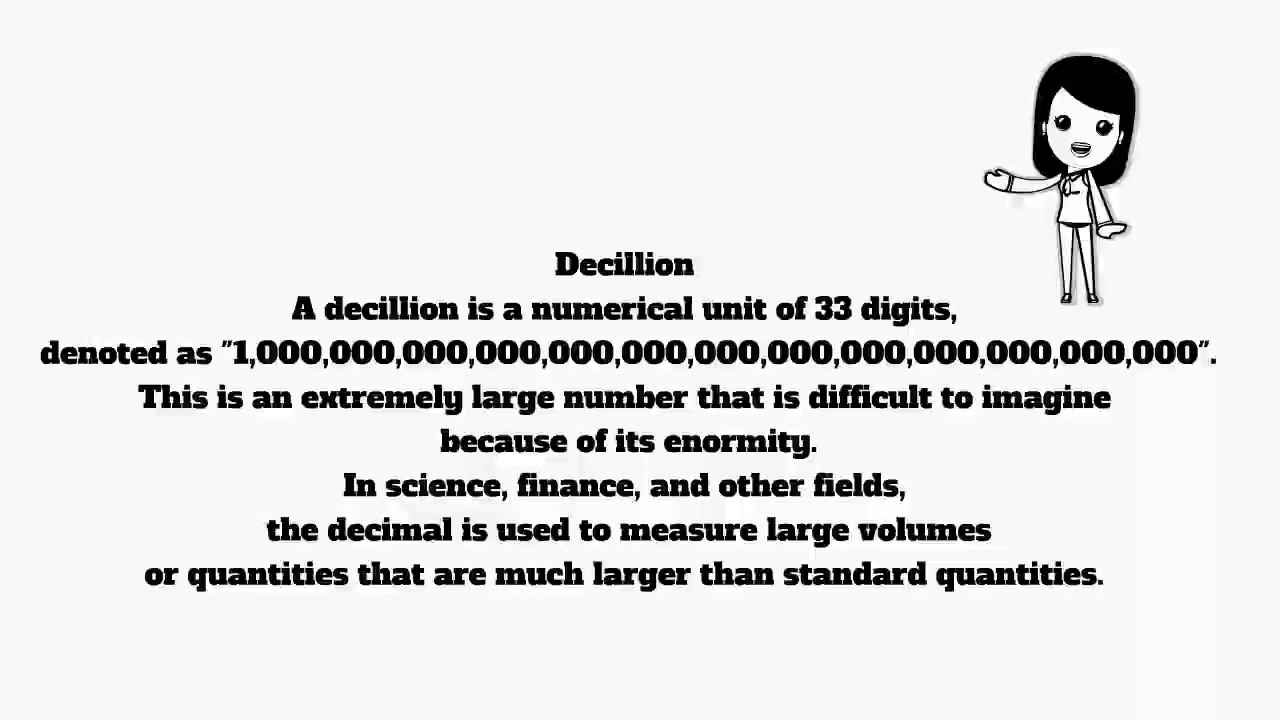 Decillion
A decillion is a numerical unit of 33 digits,
denoted as "1,000,000,000,000,000,000,000,000,000,000,000,000,000,000".
This is an extremely large number that is difficult to imagine
because of its enormity.
In science, finance, and other fields,
the decimal is used to measure large volumes
or quantities that are much larger than standard quantities.